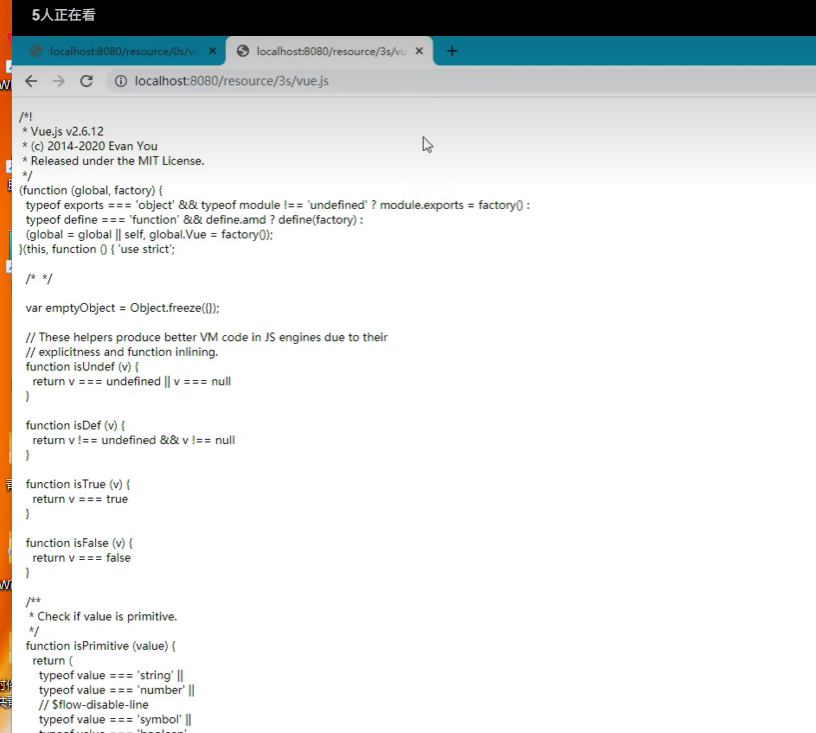 5人正在看
localhost:8080/resource/0s/vu
localhost:8080/resource/3s/vu
localhost:8080/resource/3s/vue.js
/*!
* Vue.js v2.6.12
* (c) 2014-2020 Evan You
* Released under the MIT License.
*/
(function (global, factory) {
typeof exports === 'object' && typeof module !== 'undefined' ? module.exports = factory() :
typeof define === 'function' && define.amd ? define(factory) :
(global = global || self, global.Vue = factory());
}(this, function () { 'use strict';
/*  */
var emptyObject = Object.freeze({});
// These helpers produce better VM code in JS engines due to their
// explicitness and function inlining.
function isUndef (v) {
return v === undefined || v === null
}
function isDef (v) {
return v !== undefined && v !== null
}
function isTrue (v) {
return v === true
}
function isFalse (v) {
return v === false
}
/**
* Check if value is primitive.
*/
function isPrimitive (value) {
return (
typeof value === 'string' ||
typeof value === 'number' ||
// $flow-disable-line
typeof value === 'symbol' ||
typeof value === 'boolean'